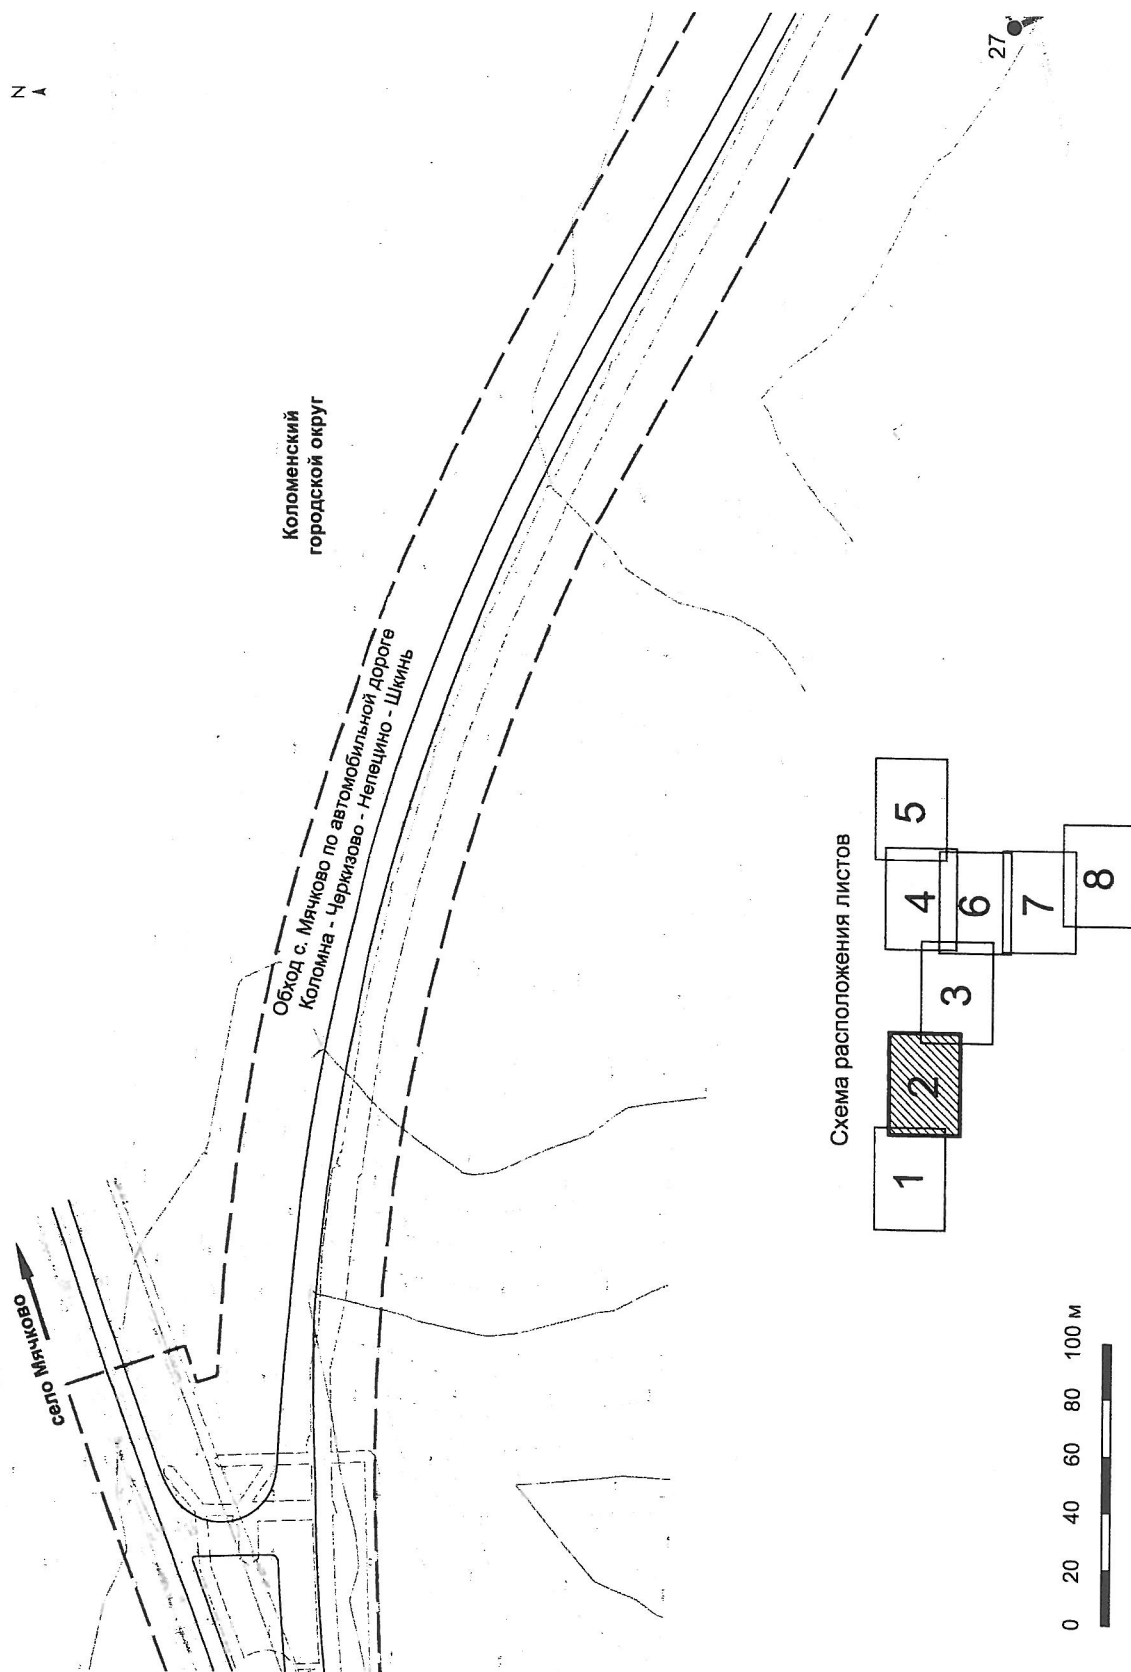 N
село Мячково
Коломенский
городской округ
Обход с. Мячково по автомобильной дороге
Коломна - Черкизово - Непецино - Шкинь
27
Схема расположения листов
1
2
3
4
5
6
7
8
0 20 40 60 80 100 м